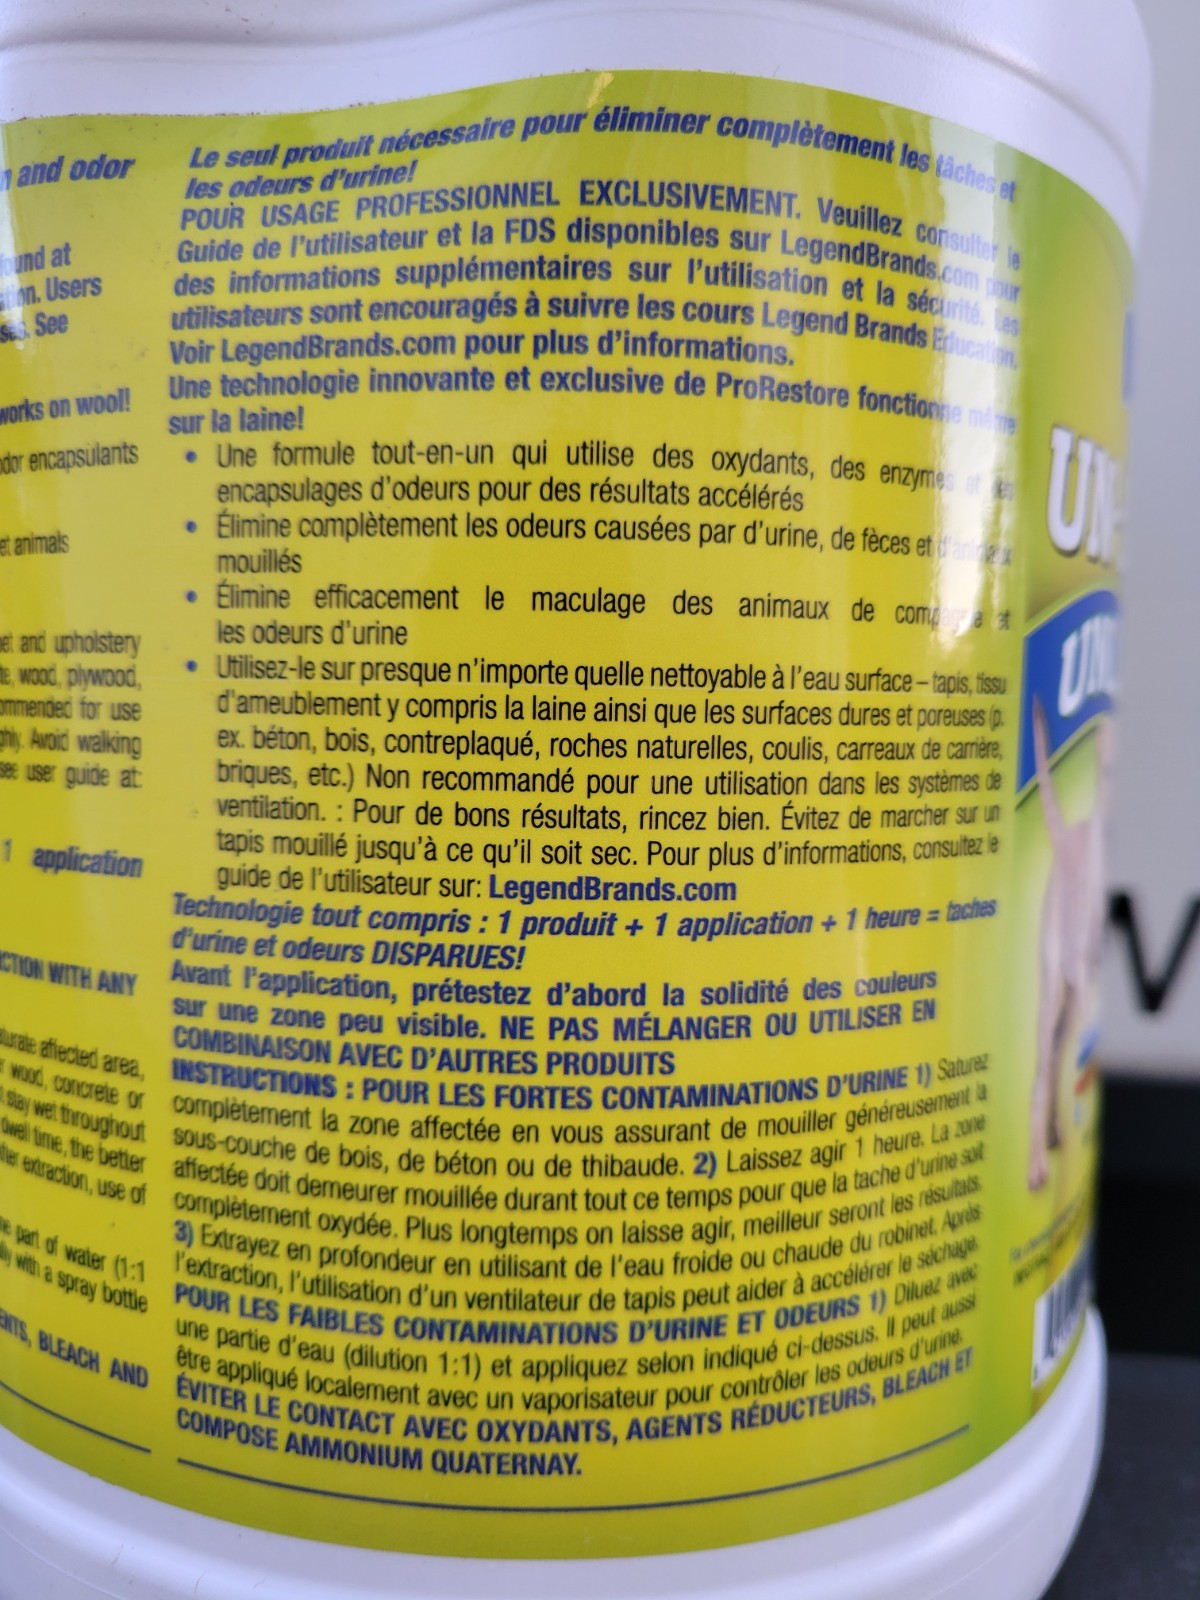 and odor
found at
Users
See
works on wool!
odor encapsulants
et animals
and upholstery
wood, plywood,
for use
Avoid walking
see user guide at:
1 application
WITH ANY
affected area,
wood, concrete or
stay wet throughout
dwell time, the better
extraction, use of
part of water (1:1
with a spray bottle
BLEACH AND
Le seul produit nécessaire pour éliminer complètement les tâches et
les odeurs d'urine!
POUR USAGE PROFESSIONNEL EXCLUSIVEMENT. Veuillez consulter le
Guide de l'utilisateur et la FDS disponibles sur LegendBrands.com pour
des informations supplémentaires sur l'utilisation et la sécurité. Les
utilisateurs sont encouragés à suivre les cours Legend Brands Education.
Voir LegendBrands.com pour plus d'informations.
Une technologie innovante et exclusive de ProRestore fonctionne même
sur la laine!
• Une formule tout-en-un qui utilise des oxydants, des enzymes et des
encapsulages d'odeurs pour des résultats accélérés
• Élimine complètement les odeurs causées par d'urine, de fèces et d'animaux
mouillés
• Élimine efficacement le maculage des animaux de compagnie et
les odeurs d'urine
• Utilisez-le sur presque n'importe quelle nettoyable à l'eau surface – tapis, tissu
d'ameublement y compris la laine ainsi que les surfaces dures et poreuses (p.
ex. béton, bois, contreplaqué, roches naturelles, coulis, carreaux de carrière,
briques, etc.) Non recommandé pour une utilisation dans les systèmes de
ventilation. : Pour de bons résultats, rincez bien. Évitez de marcher sur un
tapis mouillé jusqu'à ce qu'il soit sec. Pour plus d'informations, consultez le
guide de l'utilisateur sur: LegendBrands.com
Technologie tout compris : 1 produit + 1 application + 1 heure = taches
d'urine et odeurs DISPARUES!
Avant l'application, prétestez d'abord la solidité des couleurs
sur une zone peu visible. NE PAS MÉLANGER OU UTILISER EN
COMBINAISON AVEC D'AUTRES PRODUITS
INSTRUCTIONS : POUR LES FORTES CONTAMINATIONS D'URINE 1) Saturez
complètement la zone affectée en vous assurant de mouiller généreusement la
sous-couche de bois, de béton ou de thibaude. 2) Laissez agir 1 heure. La zone
affectée doit demeurer mouillée durant tout ce temps pour que la tache d'urine soit
complètement oxydée. Plus longtemps on laisse agir, meilleur seront les résultats.
3) Extrayez en profondeur en utilisant de l'eau froide ou chaude du robinet. Après
l'extraction, l'utilisation d'un ventilateur de tapis peut aider à accélérer le séchage.
POUR LES FAIBLES CONTAMINATIONS D'URINE ET ODEURS 1) Diluez avec
une partie d'eau (dilution 1:1) et appliquez selon indiqué ci-dessus. Il peut aussi
être appliqué localement avec un vaporisateur pour contrôler les odeurs d'urine.
ÉVITER LE CONTACT AVEC OXYDANTS, AGENTS RÉDUCTEURS, BLEACH ET
COMPOSE AMMONIUM QUATERNAY.